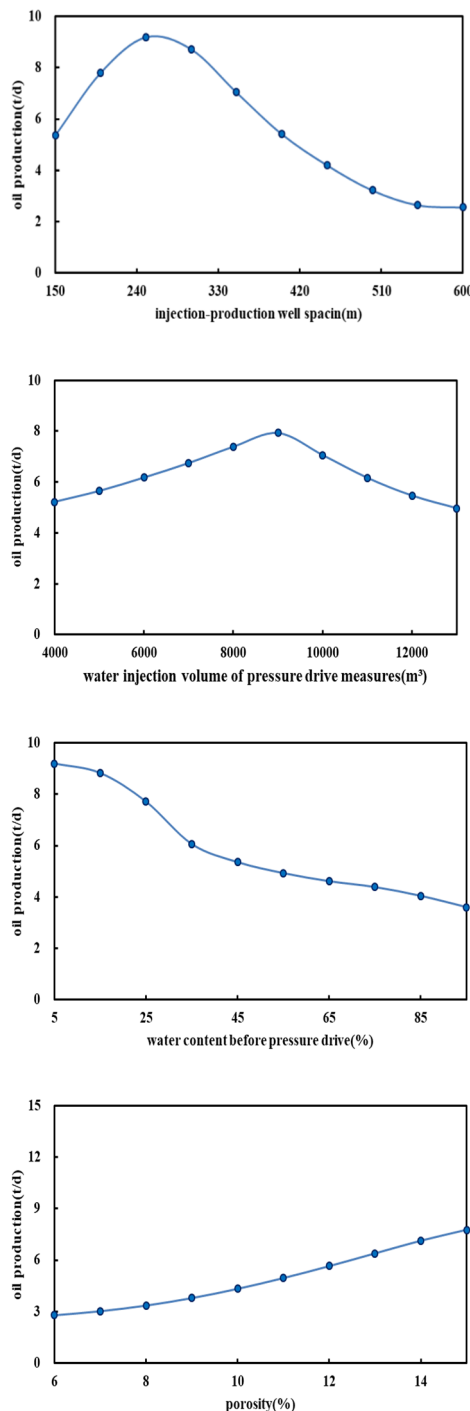 10
8
6
4
2
0
oil production(t/d)
150 240 330 420 510 600
injection-production well spacin(m)
10
8
6
4
2
0
oil production(t/d)
4000 6000 8000 10000 12000
water injection volume of pressure drive measures(m³)
10
8
6
4
2
0
oil production(t/d)
5 25 45 65 85
water content before pressure drive(%)
15
12
9
6
3
0
oil production(t/d)
6 8 10 12 14
porosity(%)